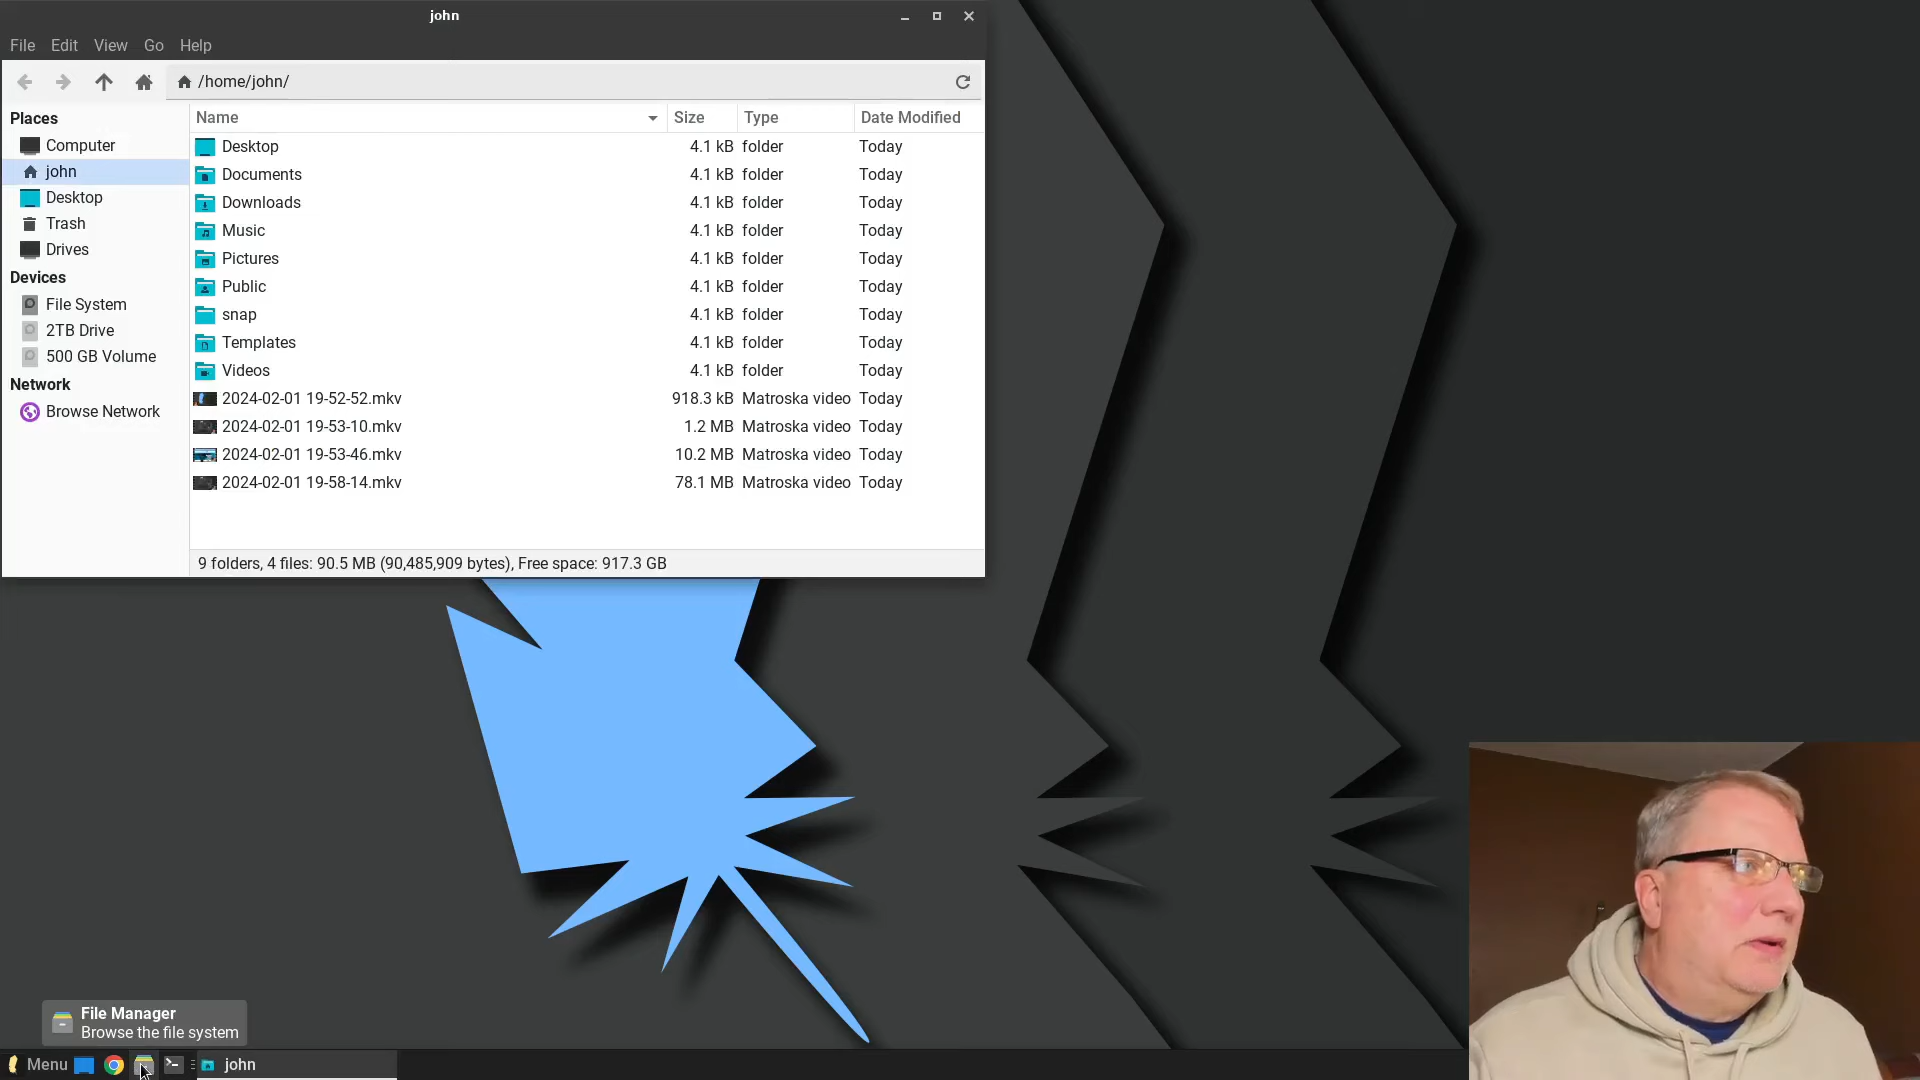 john
File Edit View Go Help
/home/john/
Places
Computer
john
Desktop
Trash
Drives
Devices
File System
2TB Drive
500 GB Volume
Network
Browse Network
Name Size Type Date Modified
Desktop 4.1 kB folder Today
Documents 4.1 kB folder Today
Downloads 4.1 kB folder Today
Music 4.1 kB folder Today
Pictures 4.1 kB folder Today
Public 4.1 kB folder Today
snap 4.1 kB folder Today
Templates 4.1 kB folder Today
Videos 4.1 kB folder Today
2024-02-01 19-52-52.mkv 918.3 kB Matroska video Today
2024-02-01 19-53-10.mkv 1.2 MB Matroska video Today
2024-02-01 19-53-46.mkv 10.2 MB Matroska video Today
2024-02-01 19-58-14.mkv 78.1 MB Matroska video Today
9 folders, 4 files: 90.5 MB (90,485,909 bytes), Free space: 917.3 GB
File Manager
Browse the file system
Menu john